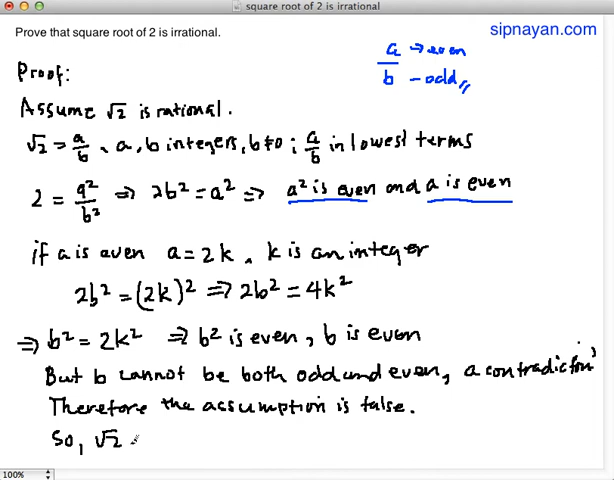 square root of 2 is irrational
Prove that square root of 2 is irrational.
sipnayan.com
a → even
b - odd
Proof:
Assume √2 is rational.
√2 = a/b, a, b integers, b≠0; a/b in lowest terms
2 = a²/b² ⇒ 2b² = a² ⇒ a² is even and a is even
if a is even a = 2k, k is an integer
2b² = (2k)² ⇒ 2b² = 4k²
⇒ b² = 2k² ⇒ b² is even, b is even
But b cannot be both odd and even, a contradiction!
Therefore the assumption is false.
So, √2
100%